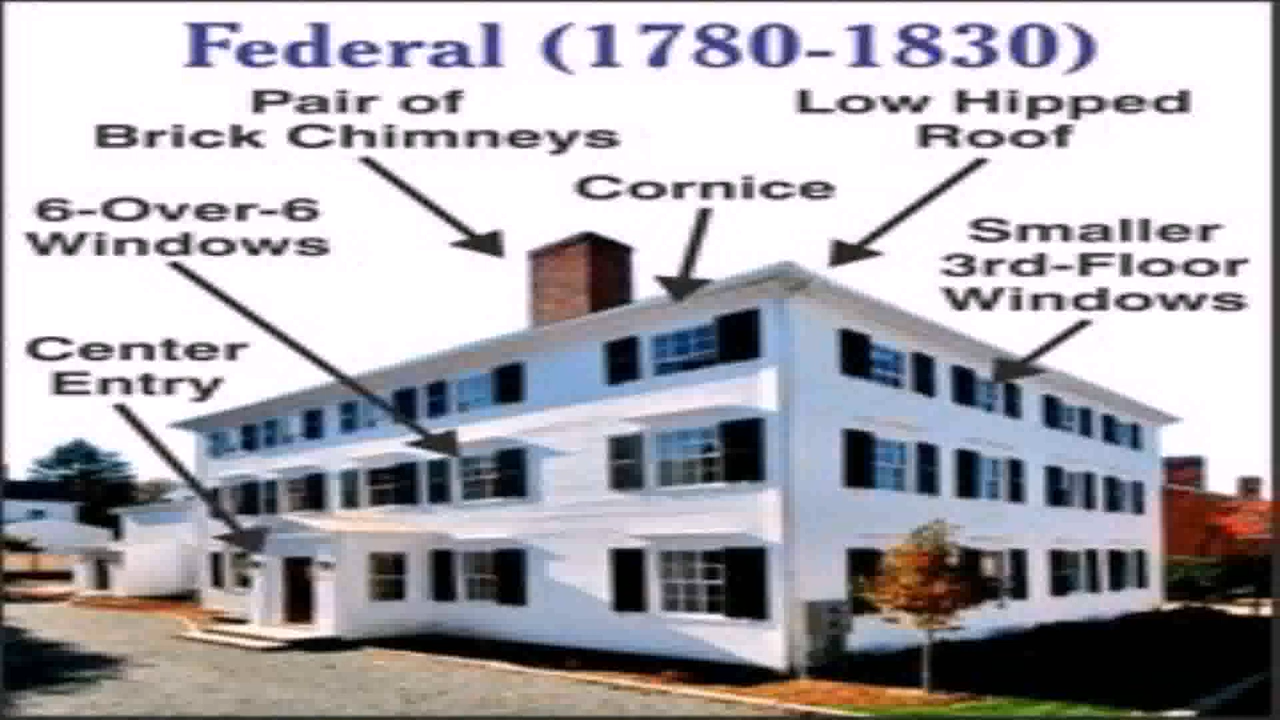 Federal (1780-1830)
Pair of
Brick Chimneys
Low Hipped
Roof
Cornice
6-Over-6
Windows
Smaller
3rd-Floor
Windows
Center
Entry